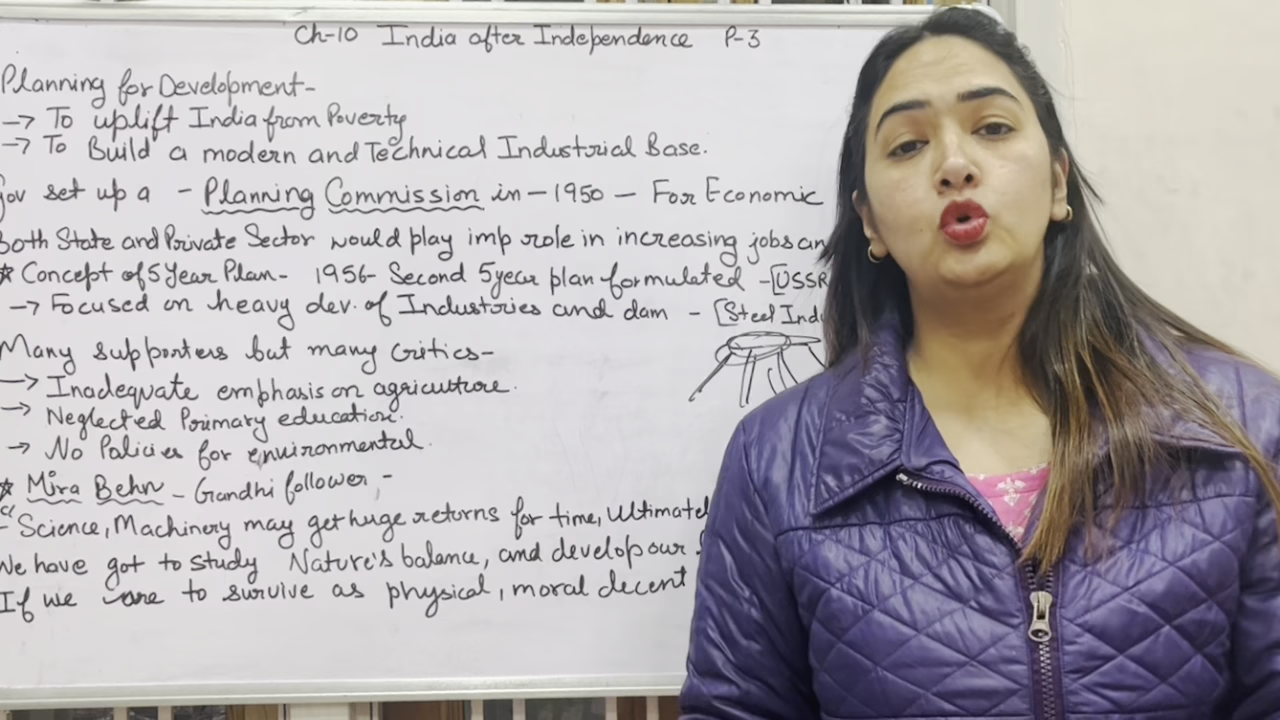 Ch-10 India after Independence P-3
Planning for Development-
→ To uplift India from Poverty
→ To Build a modern and Technical Industrial Base.
Gov set up a - Planning Commission in - 1950 - For Economic
Both State and Private Sector would play imp role in increasing jobs an
* Concept of 5 Year Plan - 1956- Second 5 year plan formulated - [USSR
→ Focused on heavy dev. of Industries and dam - [Steel Indu
Many supporters but many critics-
→ Inadequate emphasis on agriculture.
→ Neglected Primary education.
→ No Policies for environmental.
* Mira Behn - Gandhi follower -
- "Science, Machinery may get huge returns for time, Ultimatel
We have got to study Nature's balance, and develop our
If we are to survive as physical, moral decent